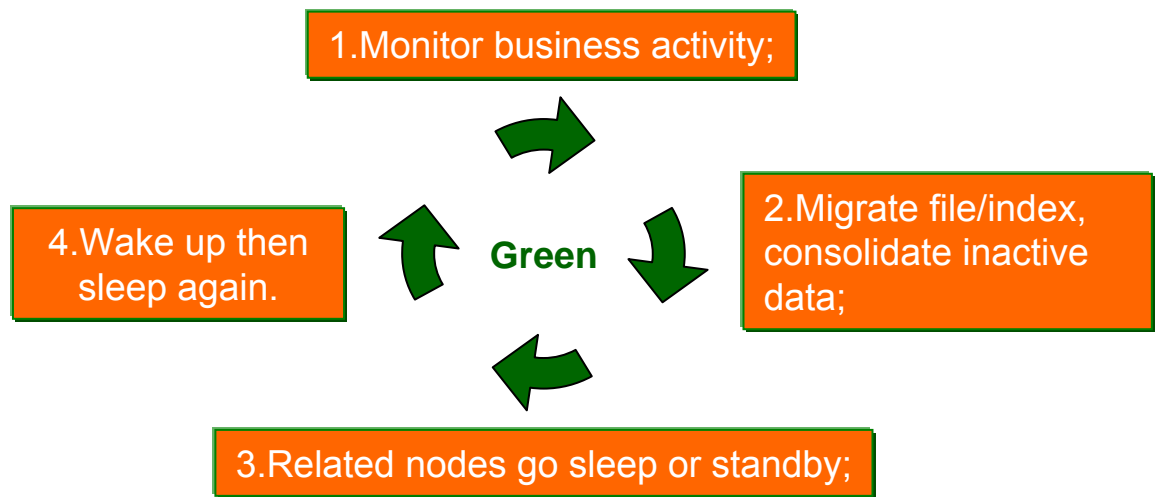 1.Monitor business activity;
2.Migrate file/index,
consolidate inactive
data;
3.Related nodes go sleep or standby;
4.Wake up then
sleep again.
Green